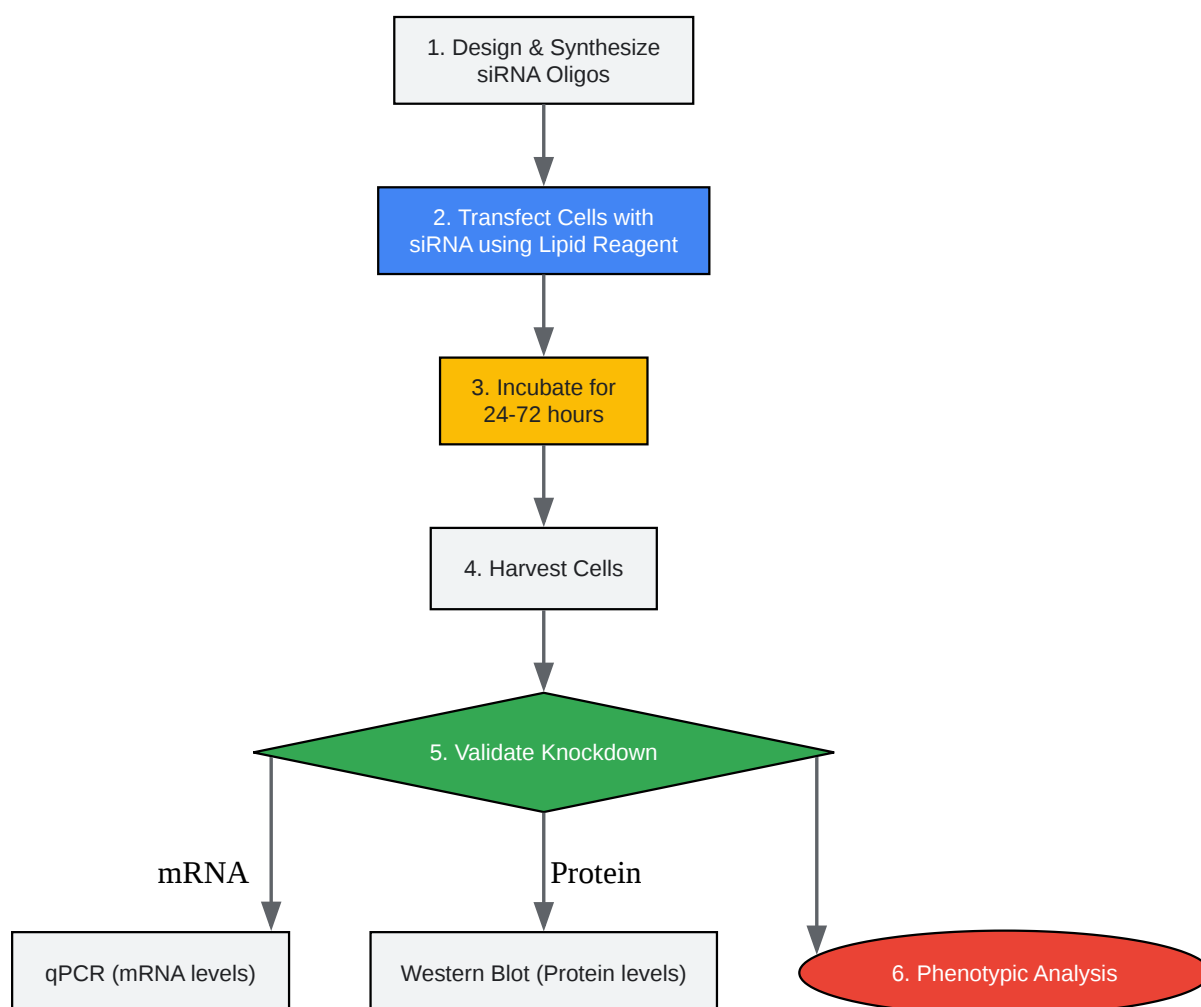 1. Design & Synthesize
siRNA Oligos
2. Transfect Cells with
siRNA using Lipid Reagent
3. Incubate for
24-72 hours
4. Harvest Cells
5. Validate Knockdown
mRNA
Protein
qPCR (mRNA levels)
Western Blot (Protein levels)
6. Phenotypic Analysis